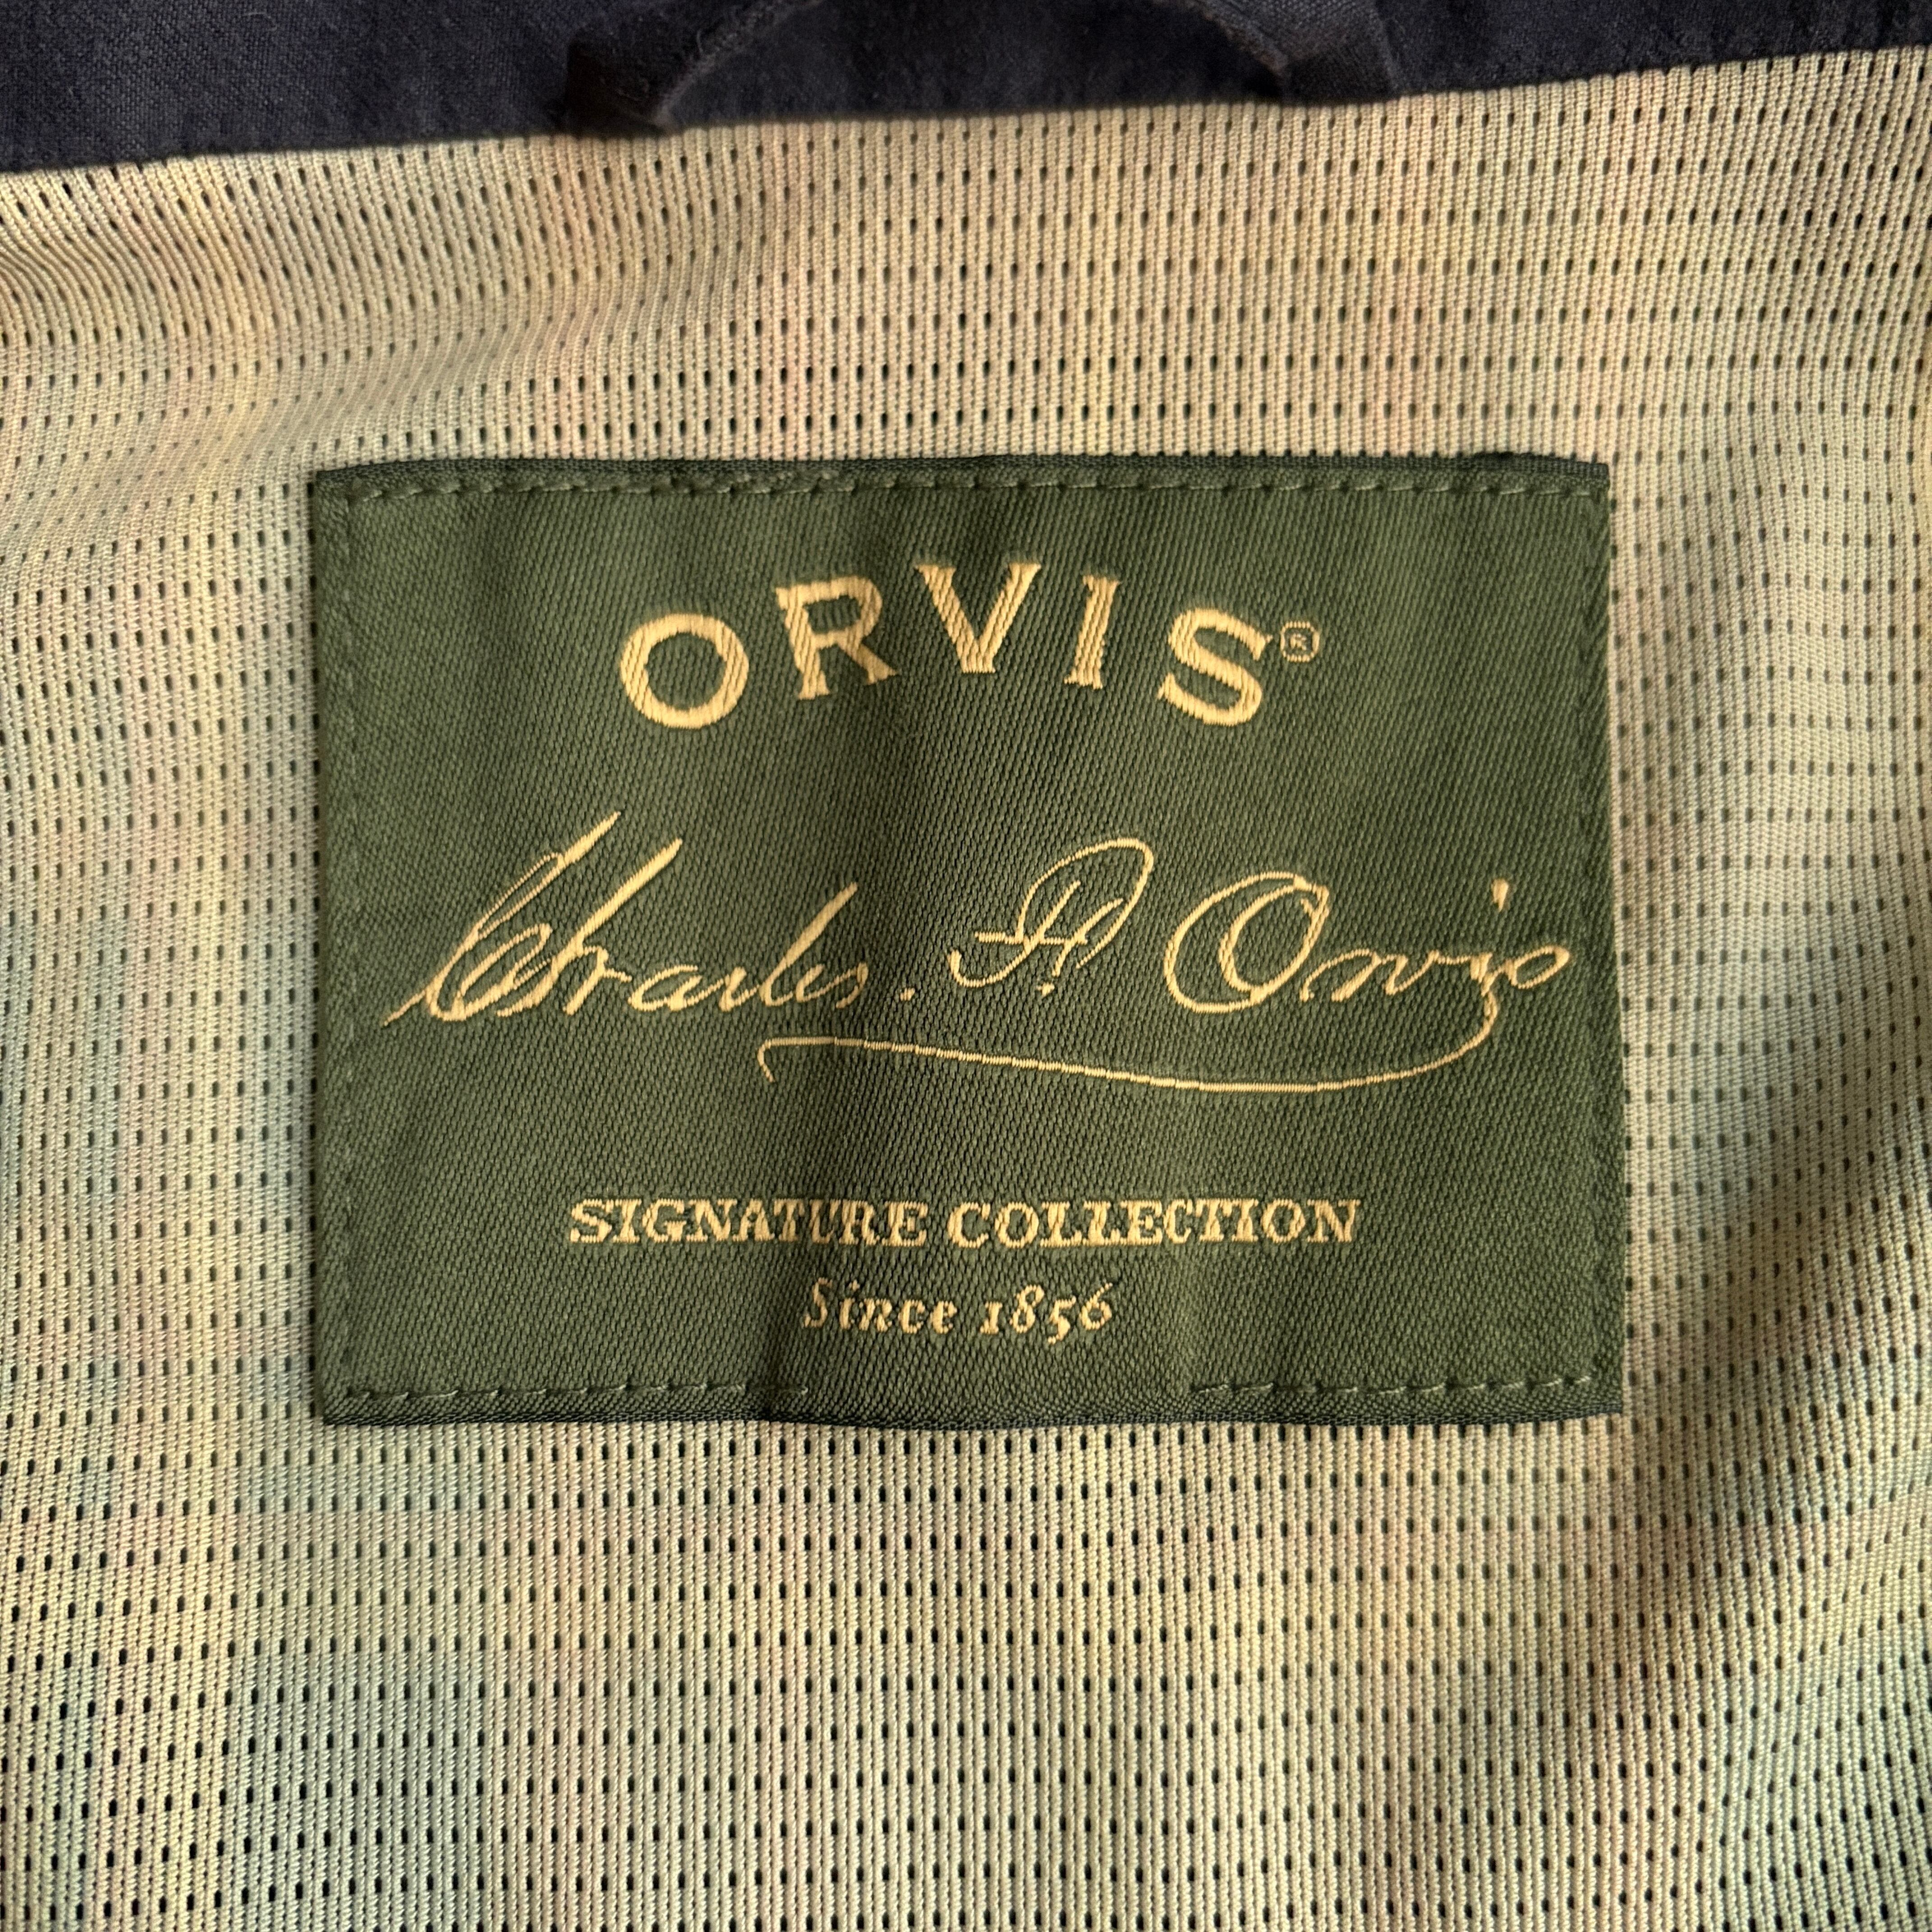 ORVIS®
Charles. F. Orvis
SIGNATURE COLLECTION
Since 1856